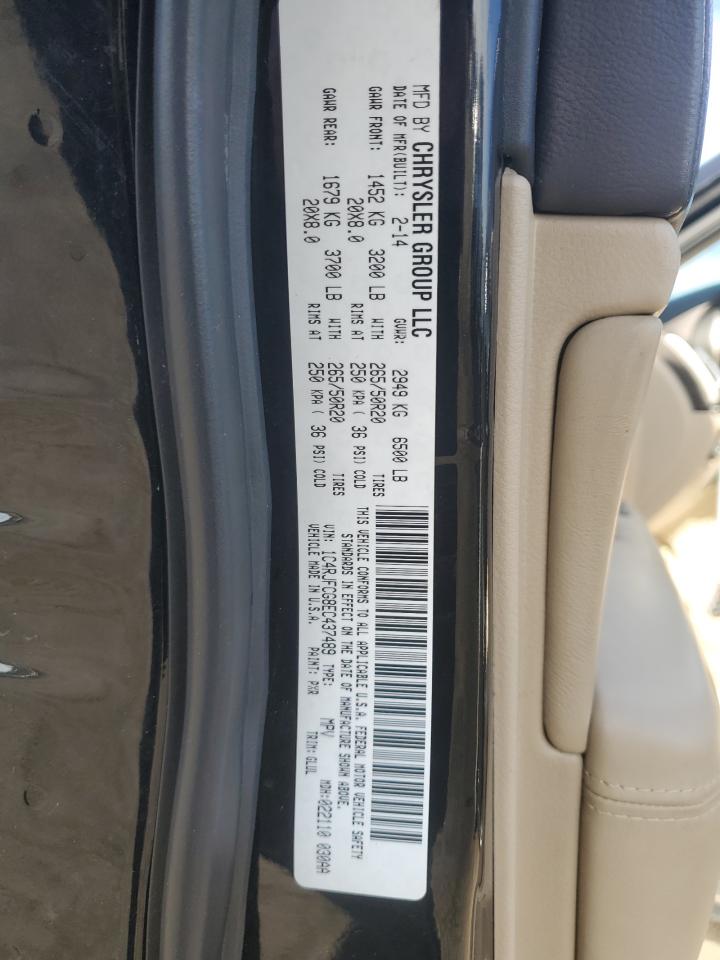 MFD BY CHRYSLER GROUP LLC
DATE OF MFR(BUILT): 2-14 GVWR: 2949 KG 6500 LB
GAWR FRONT: 1452 KG 3200 LB WITH 265/50R20 TIRES
20X8.0 RIMS AT 250 KPA ( 36 PSI) COLD
GAWR REAR: 1679 KG 3700 LB WITH 265/50R20 TIRES
20X8.0 RIMS AT 250 KPA ( 36 PSI) COLD
THIS VEHICLE CONFORMS TO ALL APPLICABLE U.S.A. FEDERAL MOTOR VEHICLE SAFETY
STANDARDS IN EFFECT ON THE DATE OF MANUFACTURE SHOWN ABOVE.
VIN: 1C4RJFCG8EC437489 TYPE: MPV MDH:022110 030AA
VEHICLE MADE IN U.S.A. PAINT: PXR TRIM:GLUL